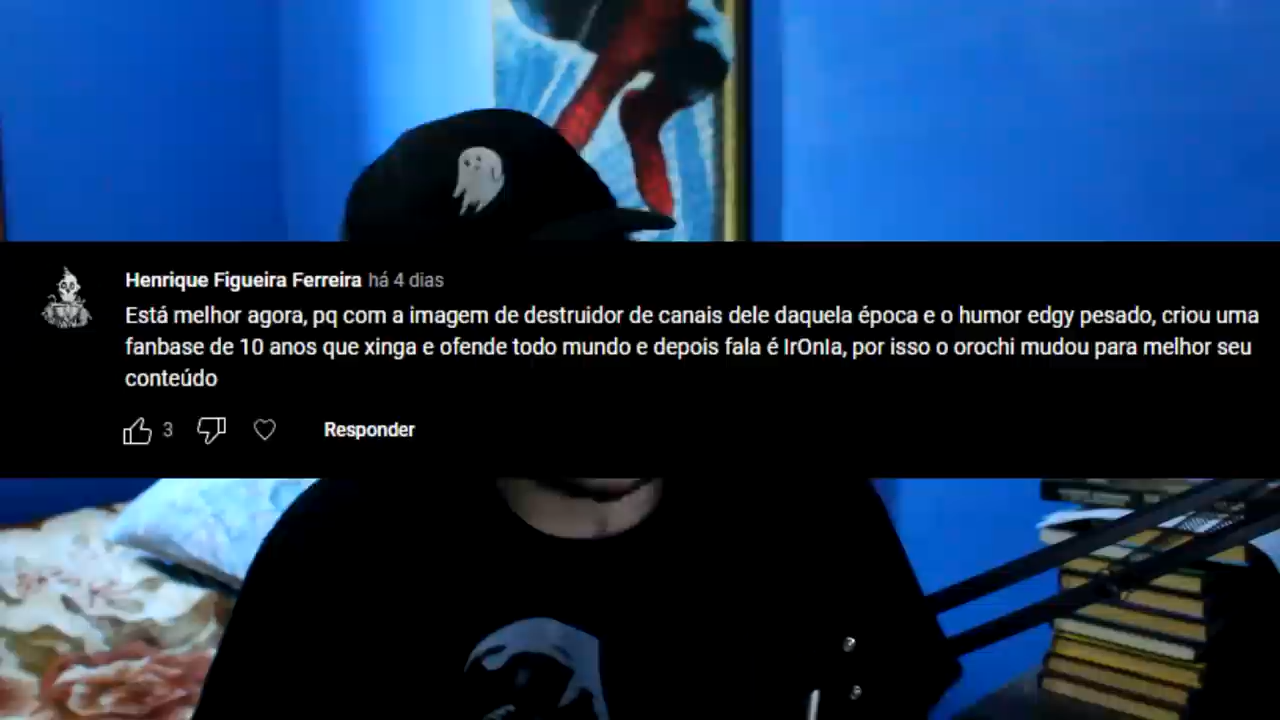 Henrique Figueira Ferreira há 4 dias
Está melhor agora, pq com a imagem de destruidor de canais dele daquela época e o humor edgy pesado, criou uma
fanbase de 10 anos que xinga e ofende todo mundo e depois fala é IrOnIa, por isso o orochi mudou para melhor seu
conteúdo
3 Responder